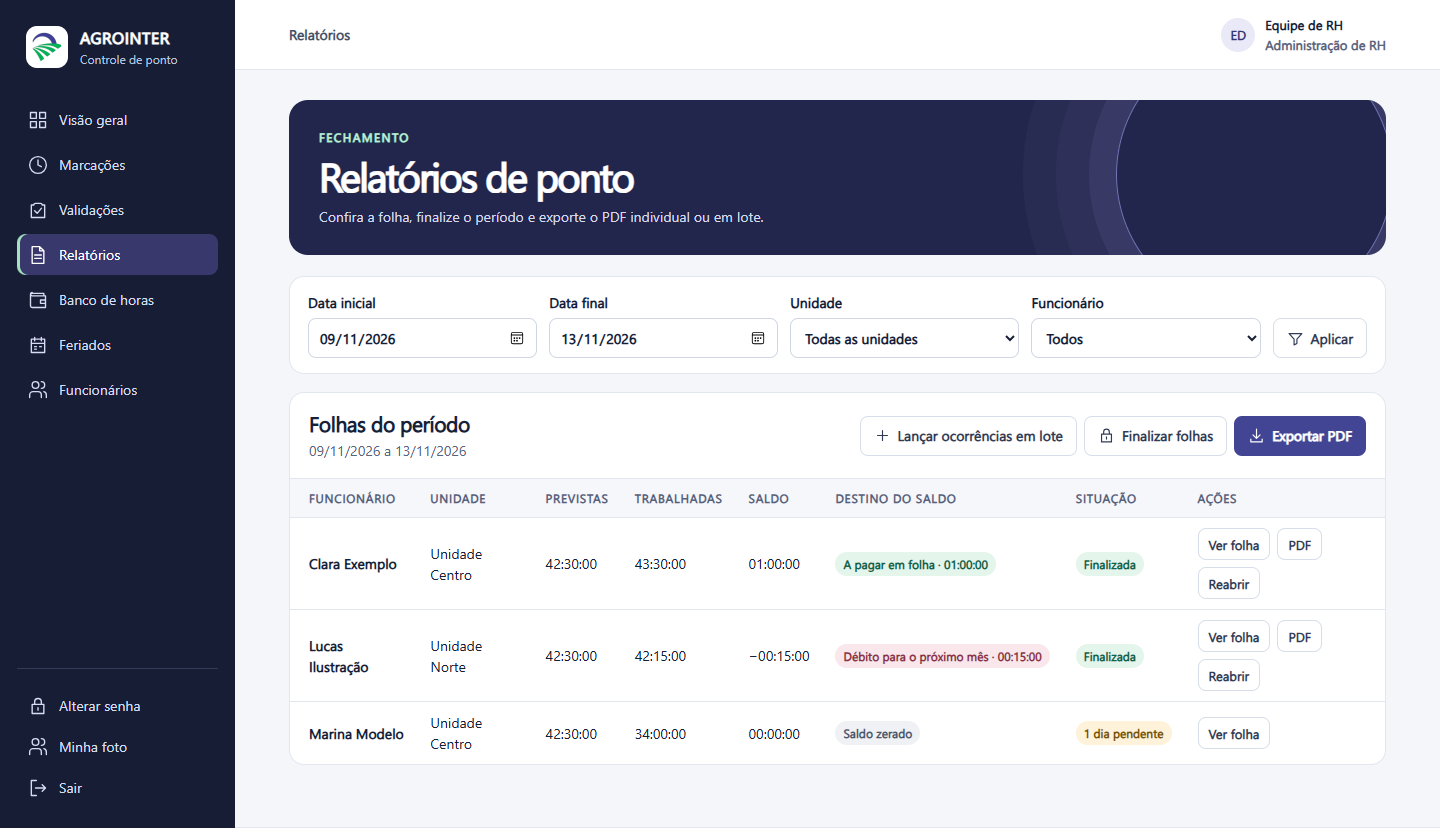 AGROINTER
Controle de ponto
Visão geral
Marcações
Validações
Relatórios
Banco de horas
Feriados
Funcionários
Alterar senha
Minha foto
Sair
Relatórios
ED
Equipe de RH
Administração de RH
FECHAMENTO
Relatórios de ponto
Confira a folha, finalize o período e exporte o PDF individual ou em lote.
Data inicial
Data final
Unidade
Funcionário
09/11/2026
13/11/2026
Todas as unidades
Todos
Aplicar
Folhas do período
09/11/2026 a 13/11/2026
Lançar ocorrências em lote
Finalizar folhas
Exportar PDF
FUNCIONÁRIO UNIDADE PREVISTAS TRABALHADAS SALDO DESTINO DO SALDO SITUAÇÃO AÇÕES
Clara Exemplo
Unidade
Centro
42:30:00
43:30:00
01:00:00
A pagar em folha · 01:00:00
Finalizada
Ver folha
PDF
Reabrir
Lucas
Ilustração
Unidade
Norte
42:30:00
42:15:00
−00:15:00
Débito para o próximo mês · 00:15:00
Finalizada
Ver folha
PDF
Reabrir
Marina Modelo
Unidade
Centro
42:30:00
34:00:00
00:00:00
Saldo zerado
1 dia pendente
Ver folha